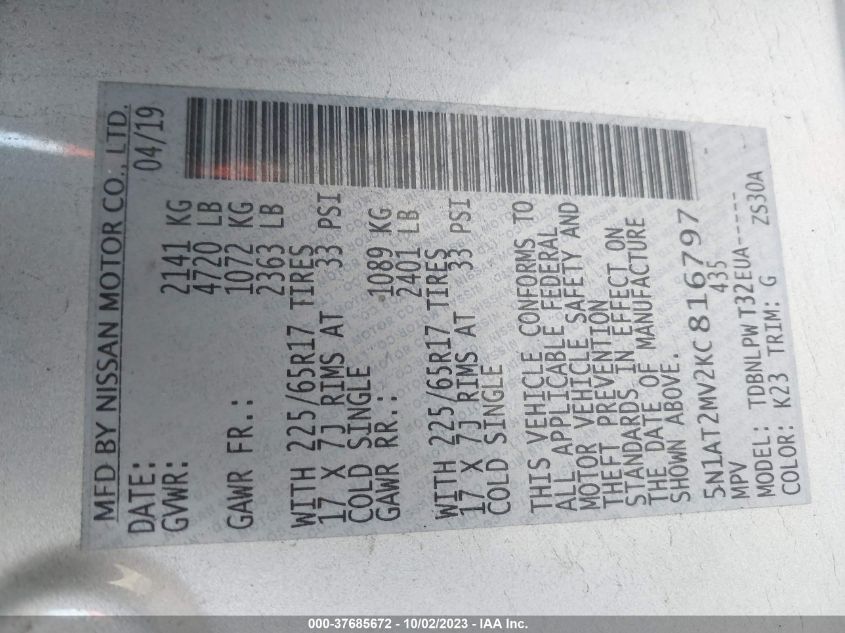 MFD BY NISSAN MOTOR CO., LTD.
DATE: 04/19
GVWR: 2141 KG
4720 LB
GAWR FR.: 1072 KG
2363 LB
WITH 225/65R17 TIRES
17 X 7J RIMS AT 33 PSI
COLD SINGLE
GAWR RR.: 1089 KG
2401 LB
WITH 225/65R17 TIRES
17 X 7J RIMS AT 33 PSI
COLD SINGLE
THIS VEHICLE CONFORMS TO
ALL APPLICABLE FEDERAL
MOTOR VEHICLE SAFETY AND
THEFT PREVENTION
STANDARDS IN EFFECT ON
THE DATE OF MANUFACTURE
SHOWN ABOVE.
5N1AT2MV2KC816797
MPV 435
MODEL: TDBNLPW T32EUA-----
COLOR: K23 TRIM: G ZS30A
000-37685672 - 10/02/2023 - IAA Inc.